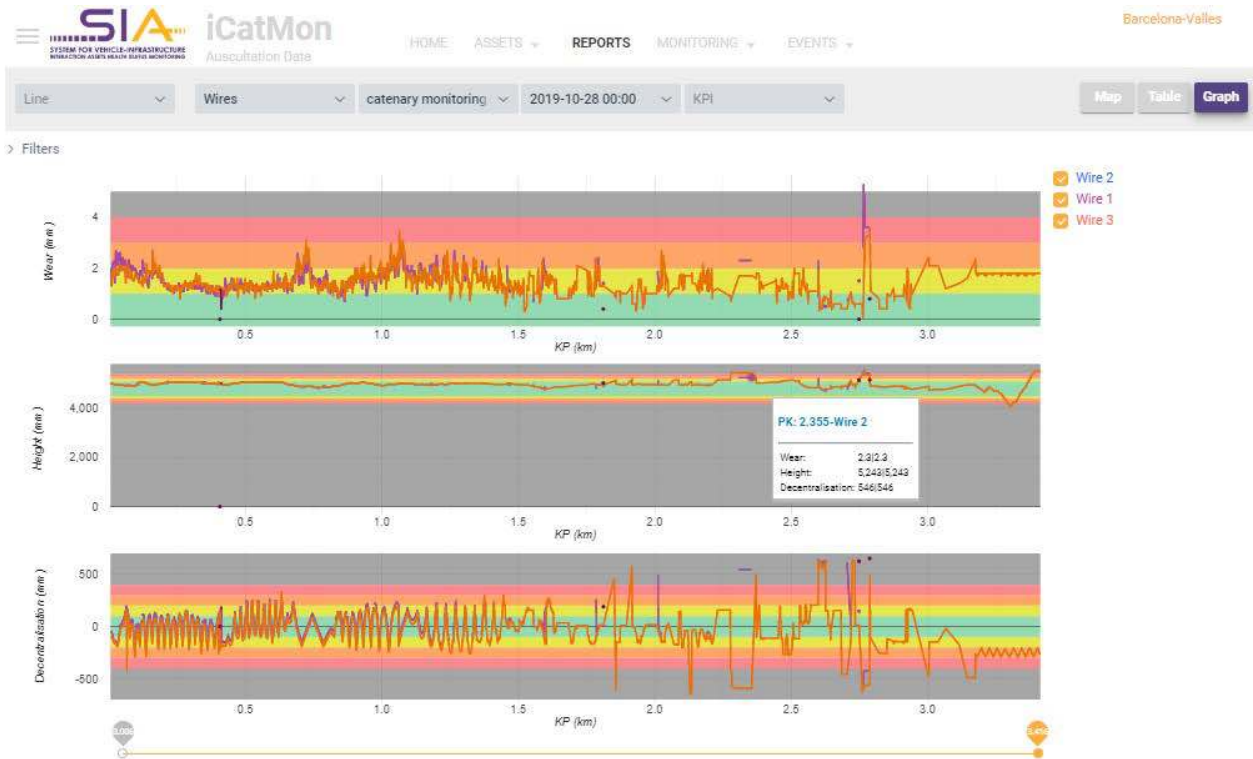 SIA
SYSTEM FOR VEHICLE-INFRASTRUCTURE
INTERACTION ASSETS HEALTH STATUS MONITORING
iCatMon
Auscultation Data
HOME ASSETS REPORTS MONITORING EVENTS
Barcelona-Valles
Line Wires catenary monitoring 2019-10-28 00:00 KPI Map Table Graph
> Filters
Wire 2
Wire 1
Wire 3
Wear (mm)
4
2
0
0.5 1.0 1.5 2.0 2.5 3.0
KP (km)
Height (mm)
4,000
2,000
0
0.5 1.0 1.5 2.0 2.5 3.0
KP (km)
PK: 2.355-Wire 2
Wear: 2.3|2.3
Height: 5,243|5,243
Decentralisation: 546|546
Decentralisation (mm)
500
0
-500
0.5 1.0 1.5 2.0 2.5 3.0
KP (km)